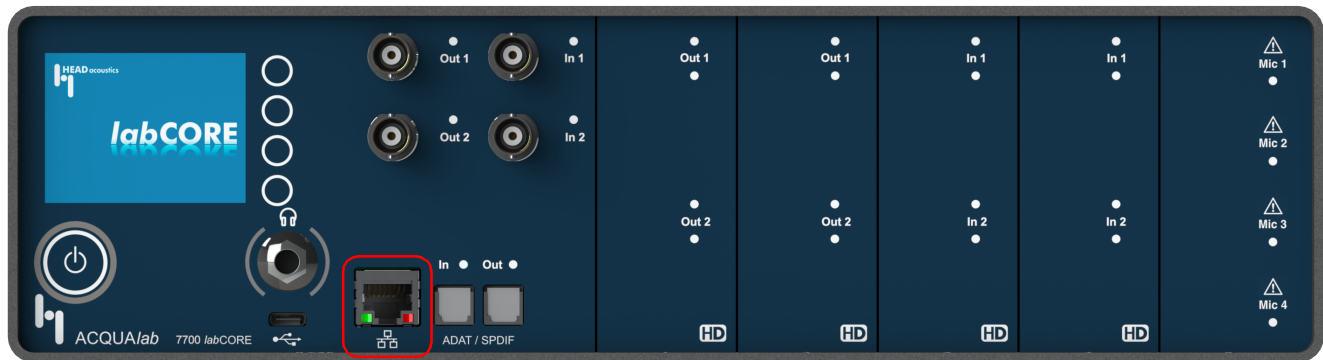 HEAD acoustics
labCORE
Out 1
In 1
Out 2
In 2
In
Out
ADAT / SPDIF
ACQUAlab
7700 labCORE
Out 1
Out 2
HD
Out 1
Out 2
HD
In 1
In 2
HD
In 1
In 2
HD
Mic 1
Mic 2
Mic 3
Mic 4